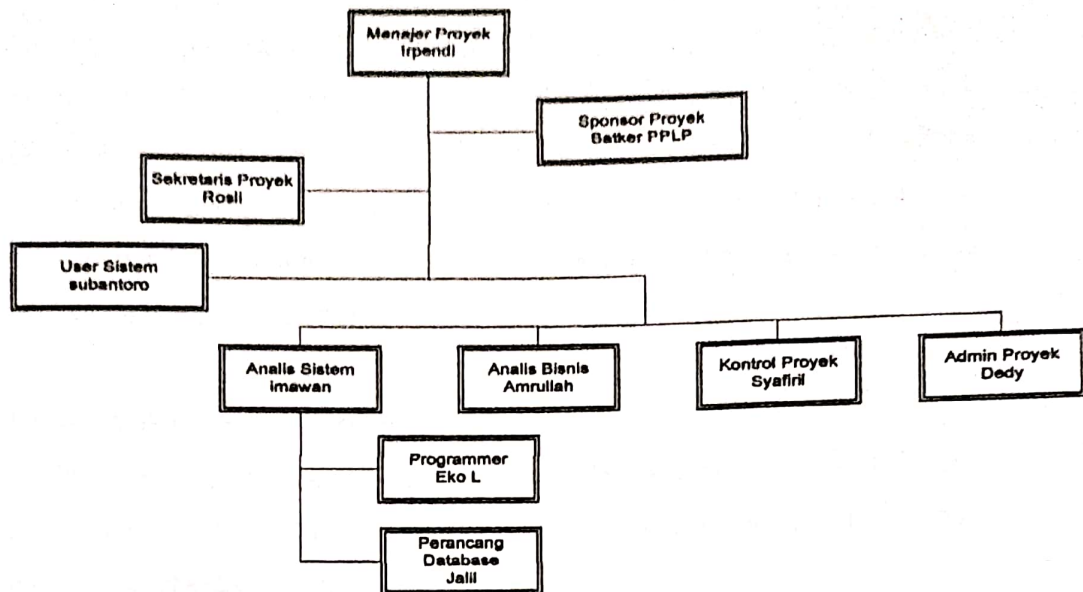 Manajer Proyek
Irpendi
Sponsor Proyek
Satker PPLP
Sekretaris Proyek
Rosli
User Sistem
subantoro
Analis Sistem
imawan
Analis Bisnis
Amrullah
Kontrol Proyek
Syafiril
Admin Proyek
Dedy
Programmer
Eko L
Perancang
Database
Jalil